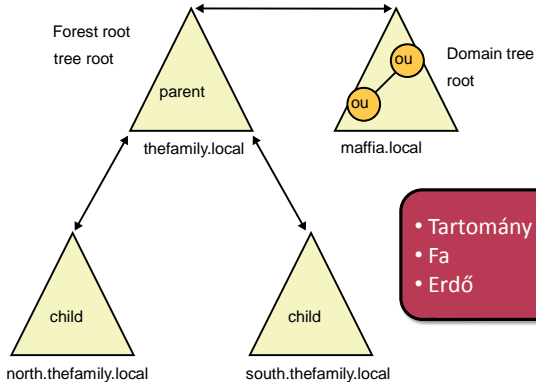 Forest root
tree root
parent
thefamily.local
ou
ou
Domain tree
root
maffia.local
child
north.thefamily.local
child
south.thefamily.local
• Tartomány
• Fa
• Erdő